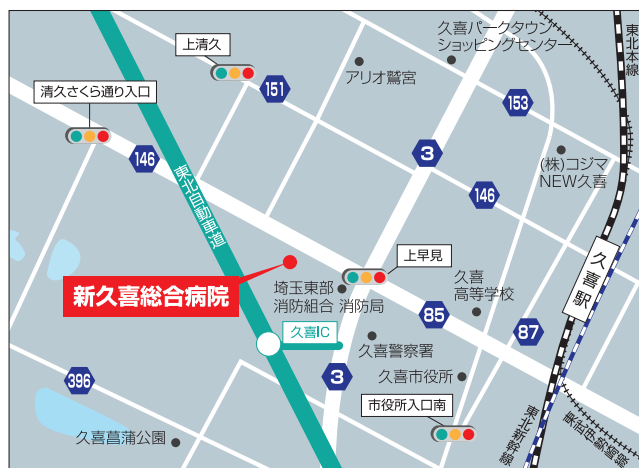 久喜パークタウン
ショッピングセンター
東北本線
上清久
アリオ鷲宮
清久さくら通り入口
151
153
3
(株)コジマ
NEW久喜
146
146
東北自動車道
久喜駅
上早見
新久喜総合病院
埼玉東部
消防組合 消防局
久喜
高等学校
85
87
久喜IC
久喜警察署
3
久喜市役所
396
市役所入口南
久喜菖蒲公園
東北新幹線
東武伊勢崎線